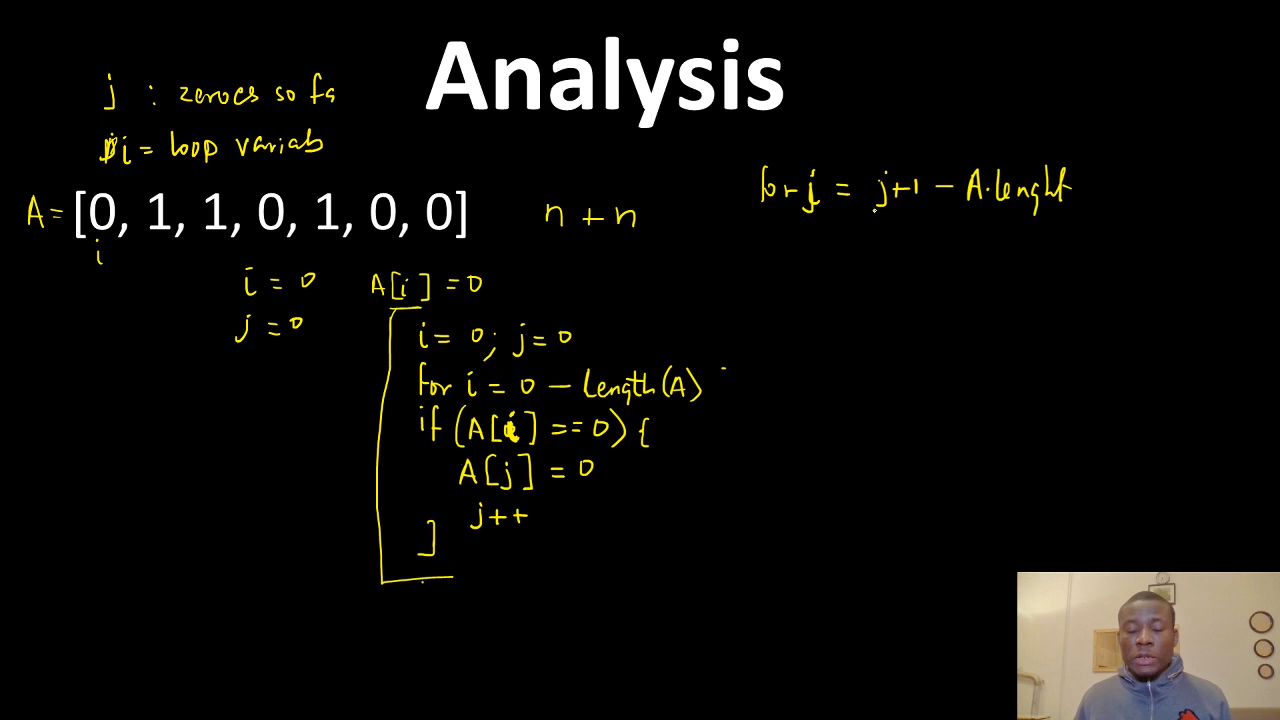 Analysis
j : zeroes so fa
i = loop variab
for j = j+1 - A.lenght
A = [0, 1, 1, 0, 1, 0, 0]
n + n
i
i = 0
A[i] = 0
j = 0
i = 0; j = 0
for i = 0 - length(A)
if (A[i] == 0) {
A[j] = 0
j++
]